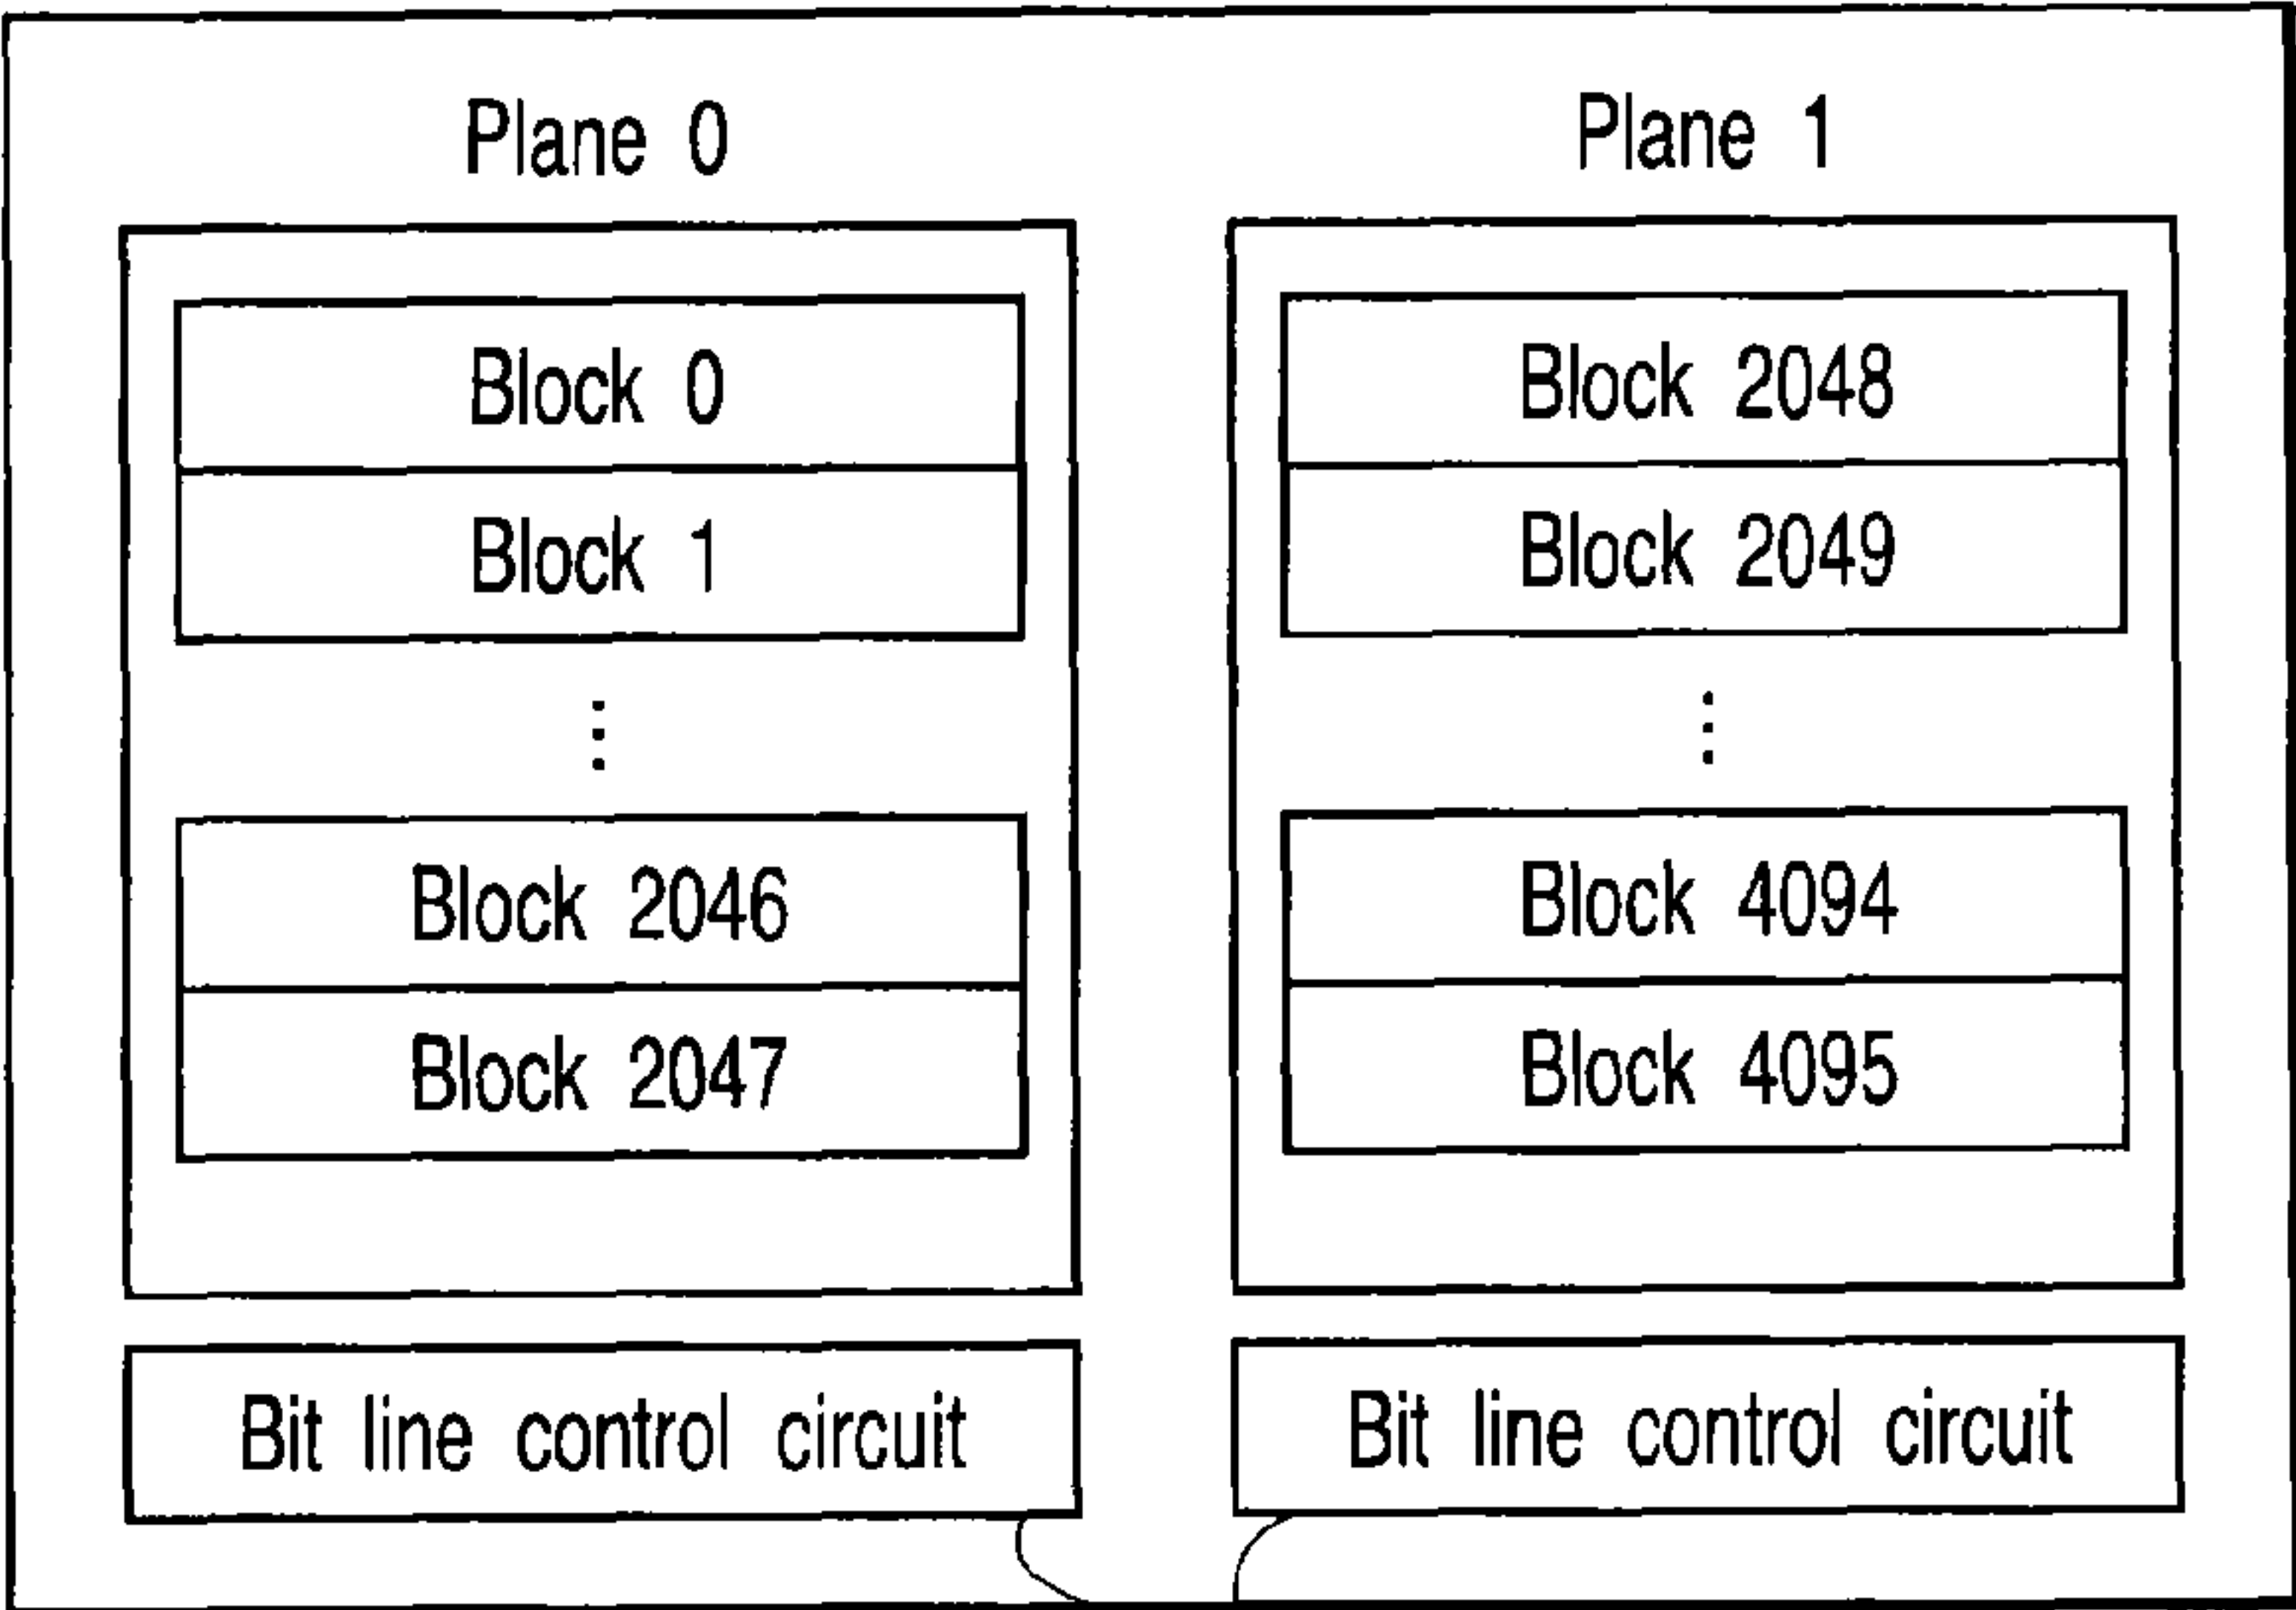 Plane 0
Block 0
Block 1
Block 2046
Block 2047
Bit line control circuit
Plane 1
Block 2048
Block 2049
Block 4094
Block 4095
Bit line control circuit